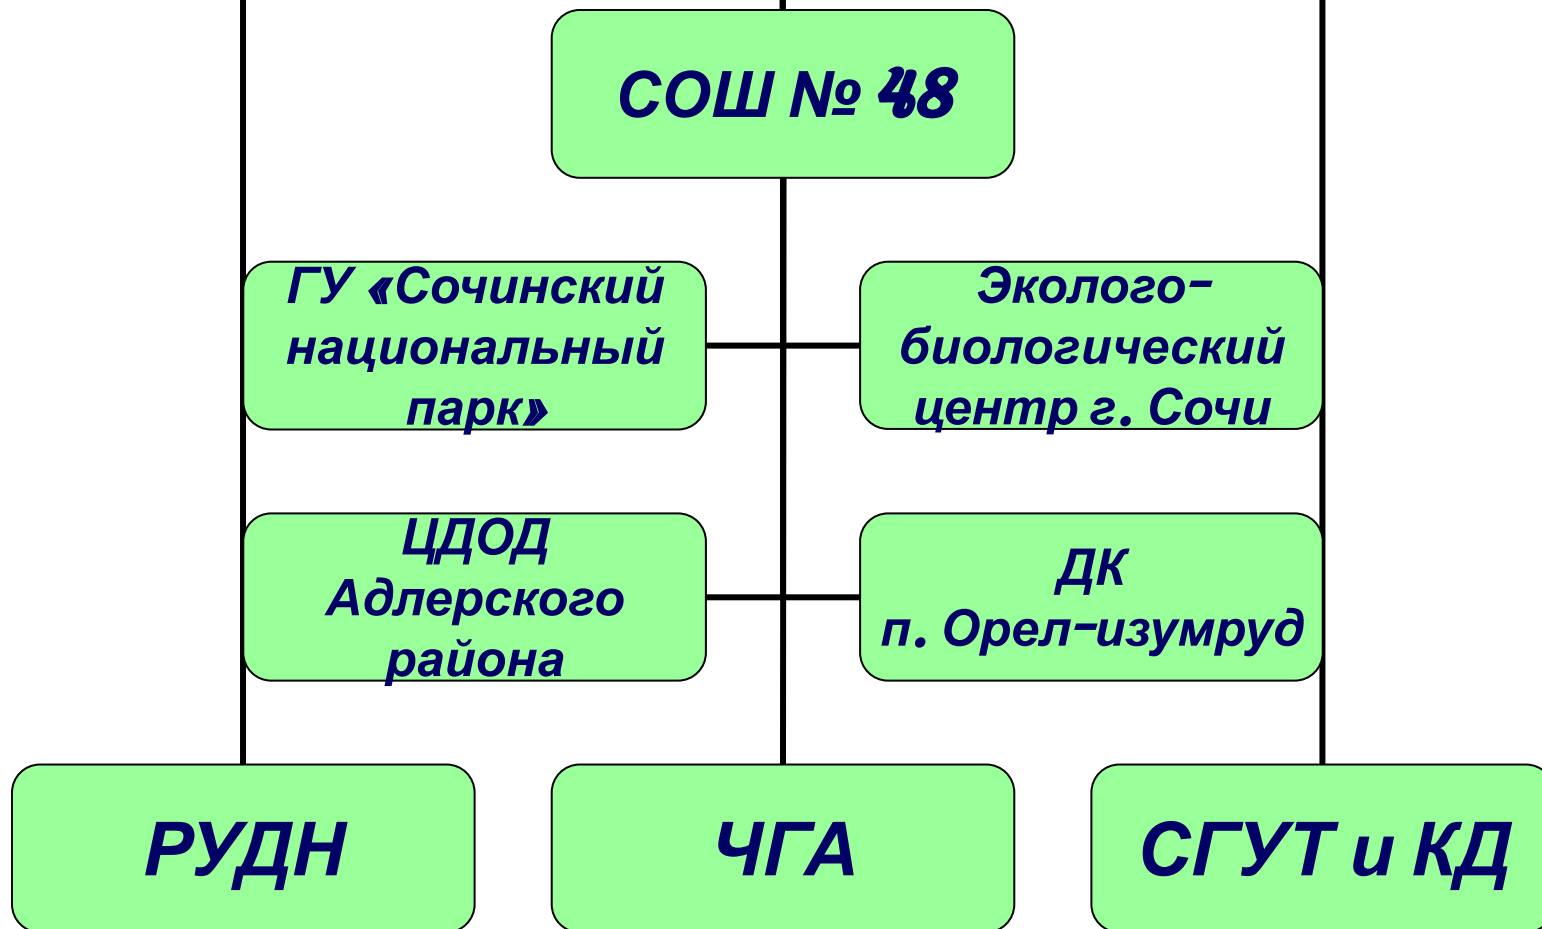 СОШ № 48
ГУ «Сочинский
национальный
парк»
Эколого-
биологический
центр г. Сочи
ЦДОД
Адлерского
района
ДК
п. Орел-изумруд
РУДН
ЧГА
СГУТ и КД